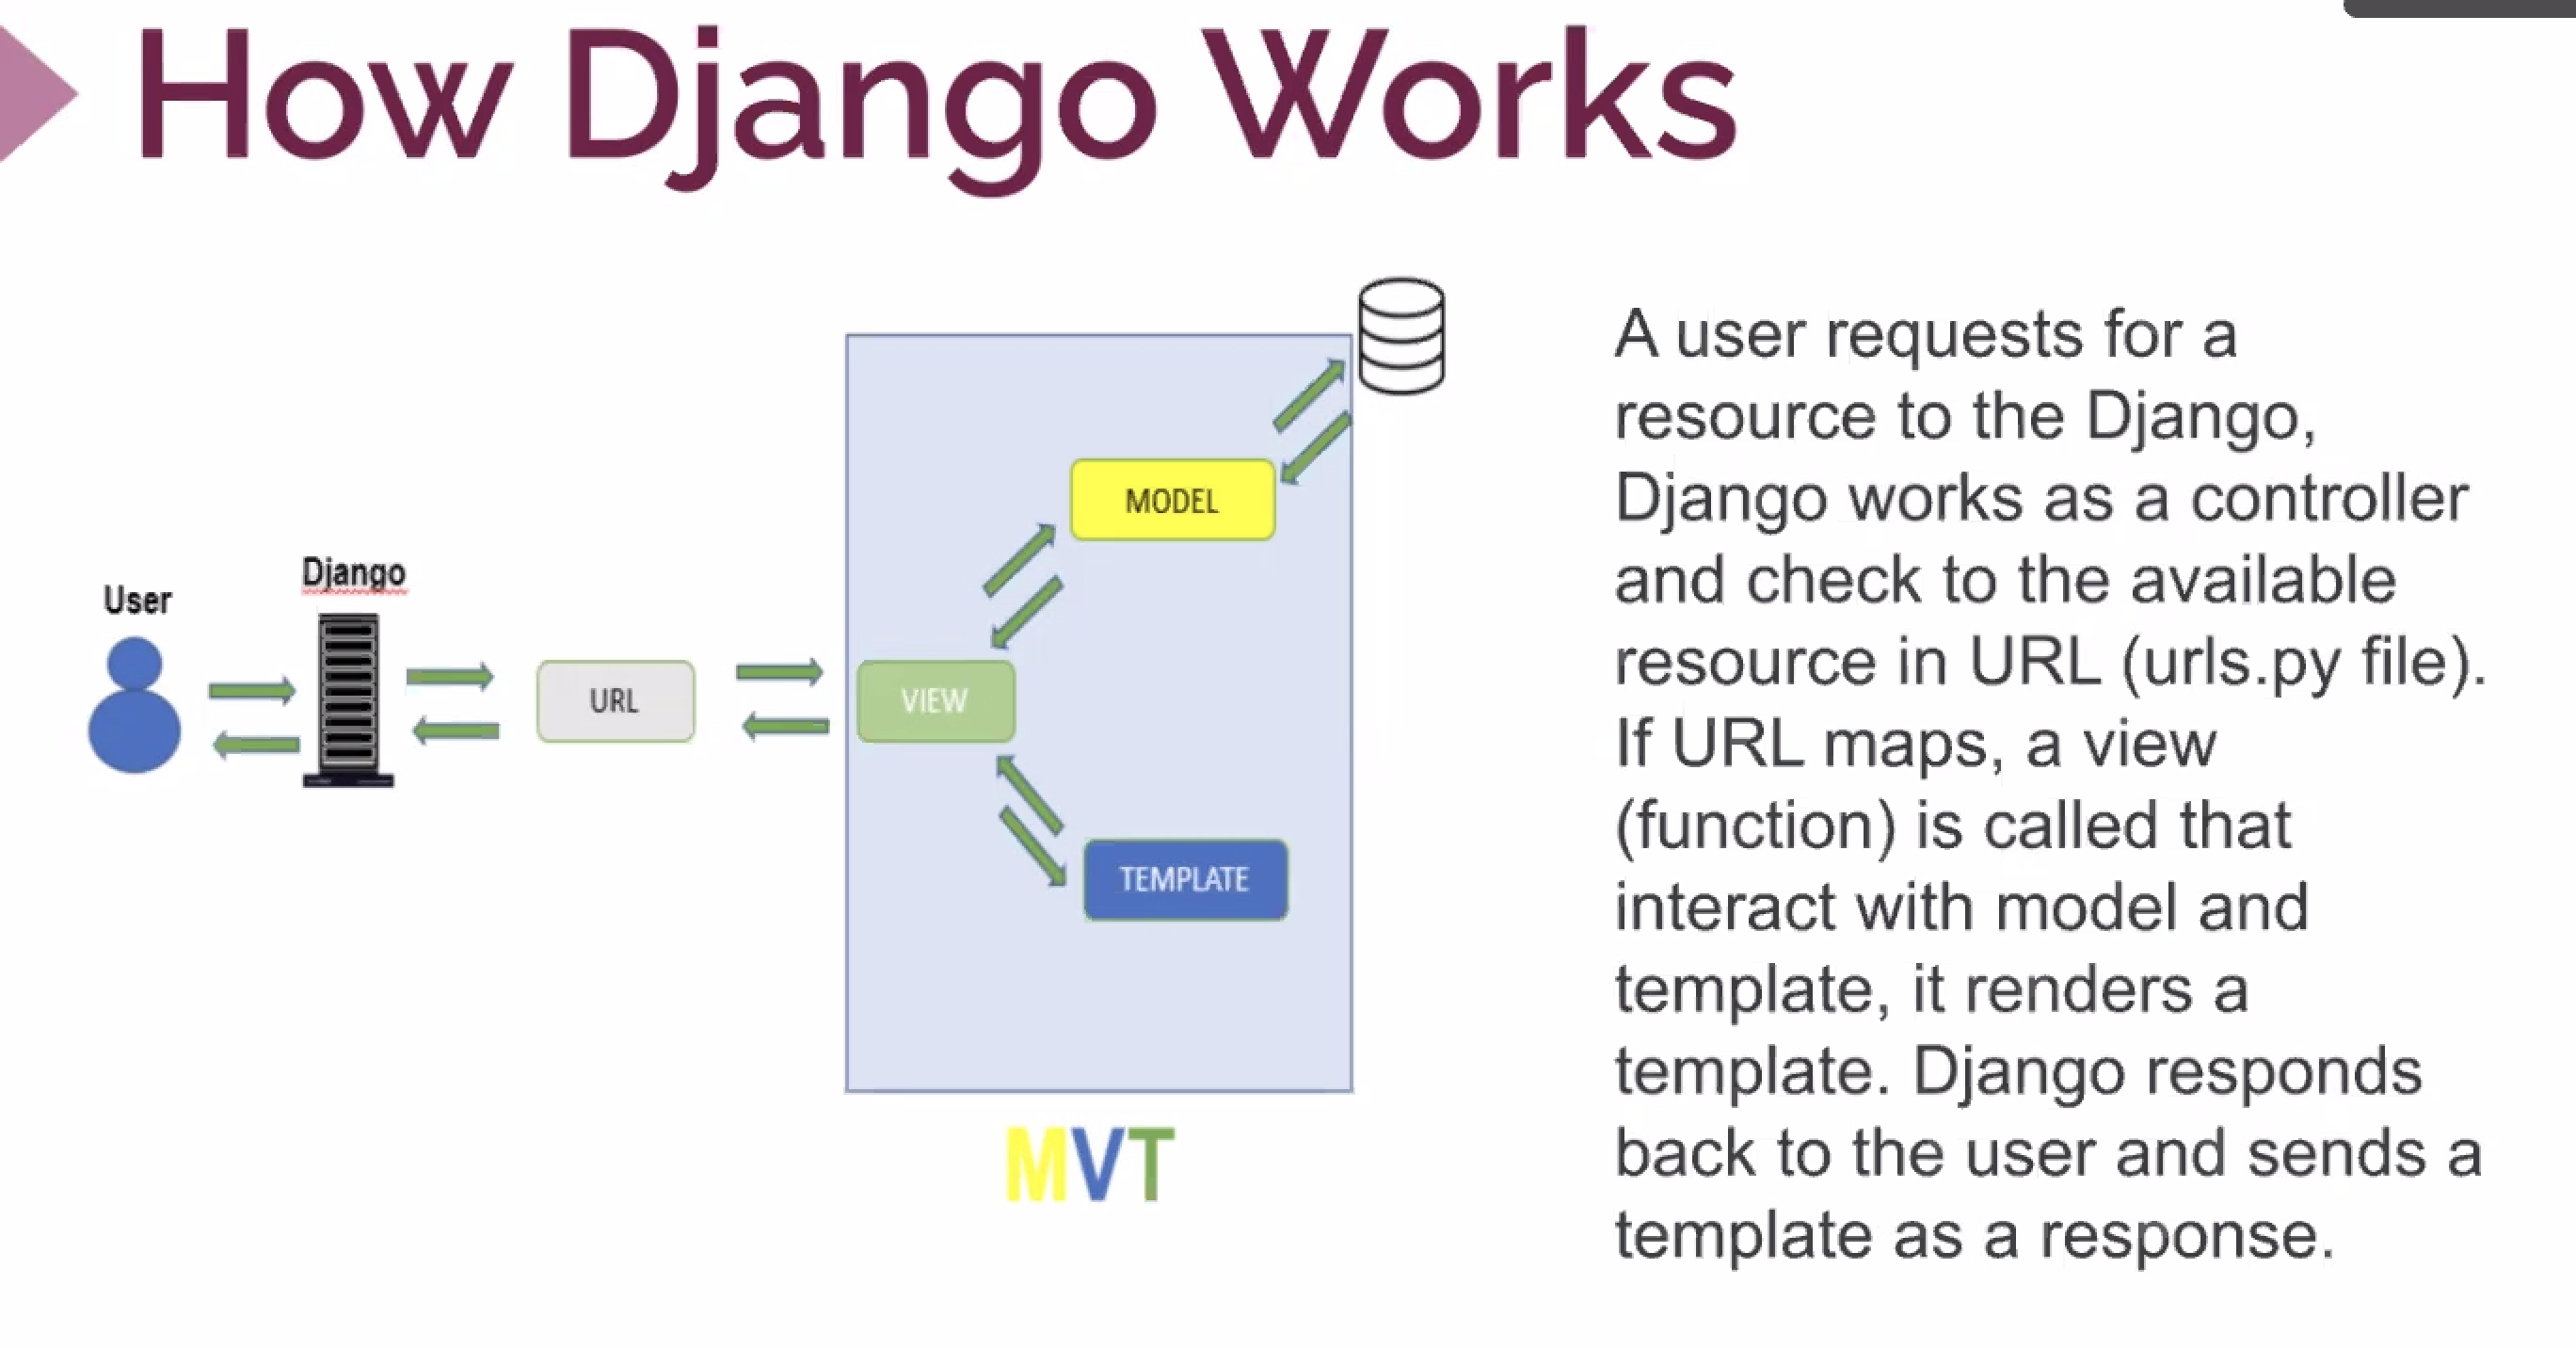 How Django Works
User
Django
URL
VIEW
MODEL
TEMPLATE
MVT
A user requests for a
resource to the Django,
Django works as a controller
and check to the available
resource in URL (urls.py file).
If URL maps, a view
(function) is called that
interact with model and
template, it renders a
template. Django responds
back to the user and sends a
template as a response.